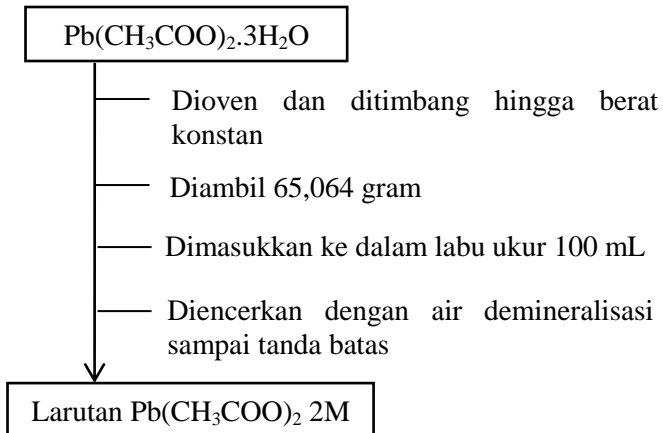 Pb(CH₃COO)₂.3H₂O
Dioven dan ditimbang hingga berat
konstan
Diambil 65,064 gram
Dimasukkan ke dalam labu ukur 100 mL
Diencerkan dengan air demineralisasi
sampai tanda batas
Larutan Pb(CH₃COO)₂ 2M